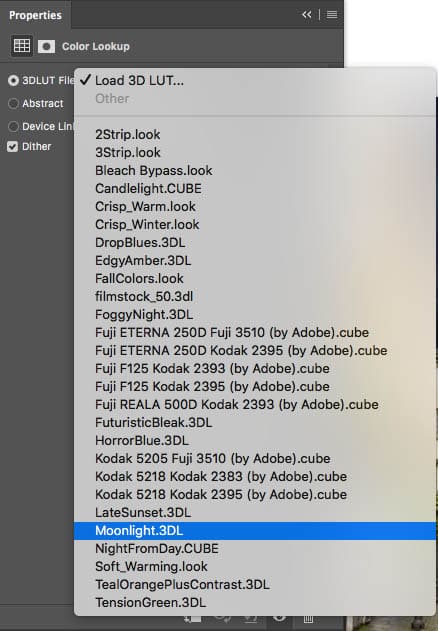 Properties
Color Lookup
3DLUT File
Load 3D LUT...
Other
Abstract
Device Lin
Dither
2Strip.look
3Strip.look
Bleach Bypass.look
Candlelight.CUBE
Crisp_Warm.look
Crisp_Winter.look
DropBlues.3DL
EdgyAmber.3DL
FallColors.look
filmstock_50.3dl
FoggyNight.3DL
Fuji ETERNA 250D Fuji 3510 (by Adobe).cube
Fuji ETERNA 250D Kodak 2395 (by Adobe).cube
Fuji F125 Kodak 2393 (by Adobe).cube
Fuji F125 Kodak 2395 (by Adobe).cube
Fuji REALA 500D Kodak 2393 (by Adobe).cube
FuturisticBleak.3DL
HorrorBlue.3DL
Kodak 5205 Fuji 3510 (by Adobe).cube
Kodak 5218 Kodak 2383 (by Adobe).cube
Kodak 5218 Kodak 2395 (by Adobe).cube
LateSunset.3DL
Moonlight.3DL
NightFromDay.CUBE
Soft_Warming.look
TealOrangePlusContrast.3DL
TensionGreen.3DL